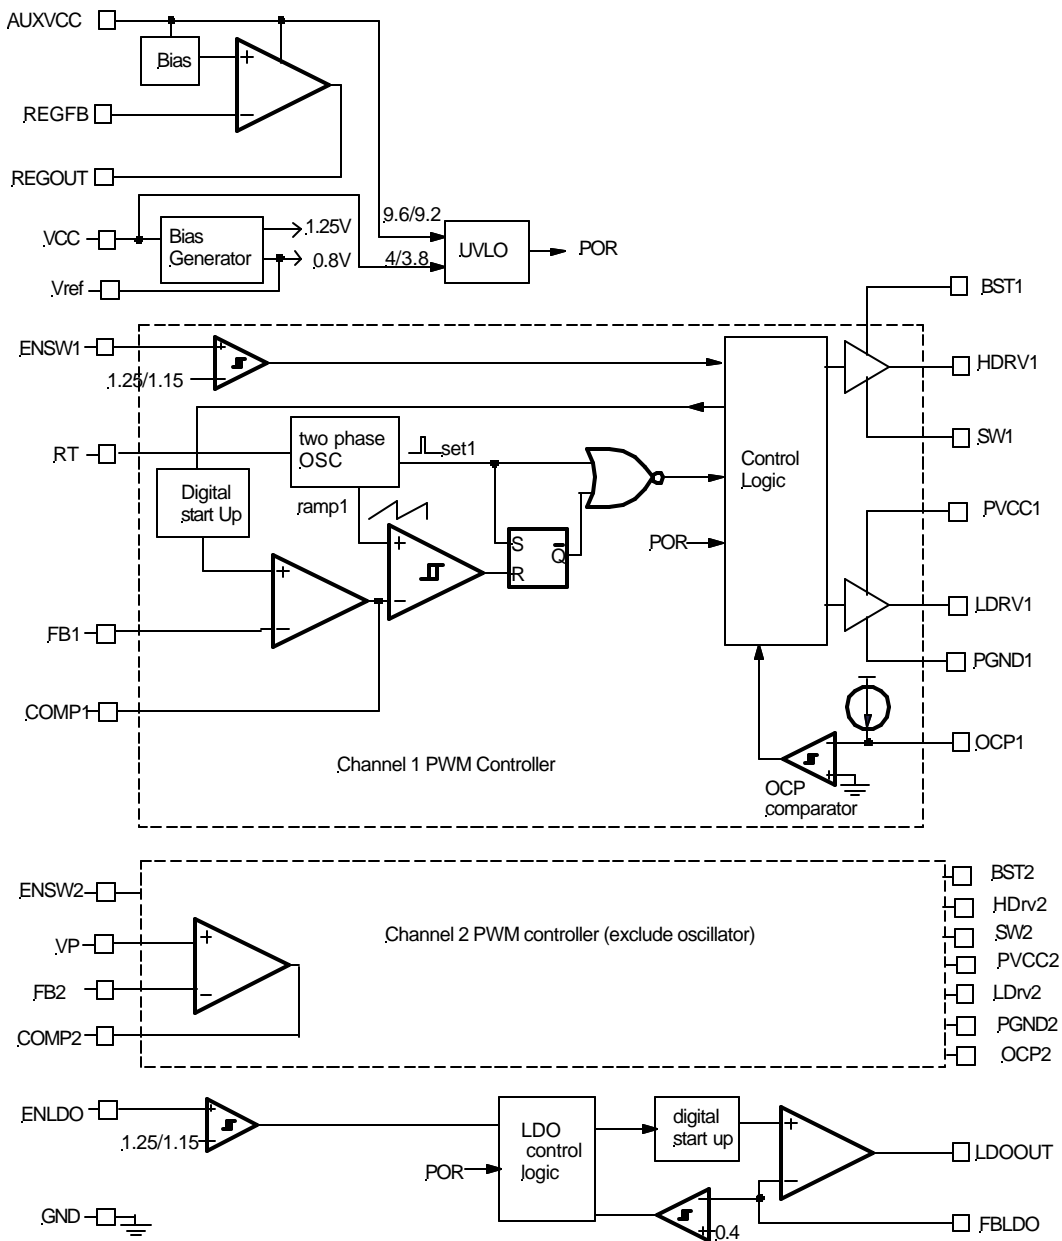 AUXVCC
Bias
+
−
REGFB
REGOUT
9.6/9.2
VCC
Bias
Generator
1.25V
0.8V
4/3.8
UVLO
POR
Vref
BST1
ENSW1
+
1.25/1.15
−
HDRV1
SW1
RT
two phase
OSC
set1
Control
Logic
Digital
start Up
ramp1
PVCC1
+
−
S
R
Q
POR
+
−
FB1
LDRV1
PGND1
COMP1
OCP1
Channel 1 PWM Controller
OCP
comparator
+
ENSW2
BST2
HDrv2
VP
+
−
Channel 2 PWM controller (exclude oscillator)
SW2
PVCC2
FB2
LDrv2
COMP2
PGND2
OCP2
ENLDO
+
1.25/1.15
−
LDO
control
logic
digital
start up
+
−
LDOOUT
POR
GND
−
+
0.4
FBLDO